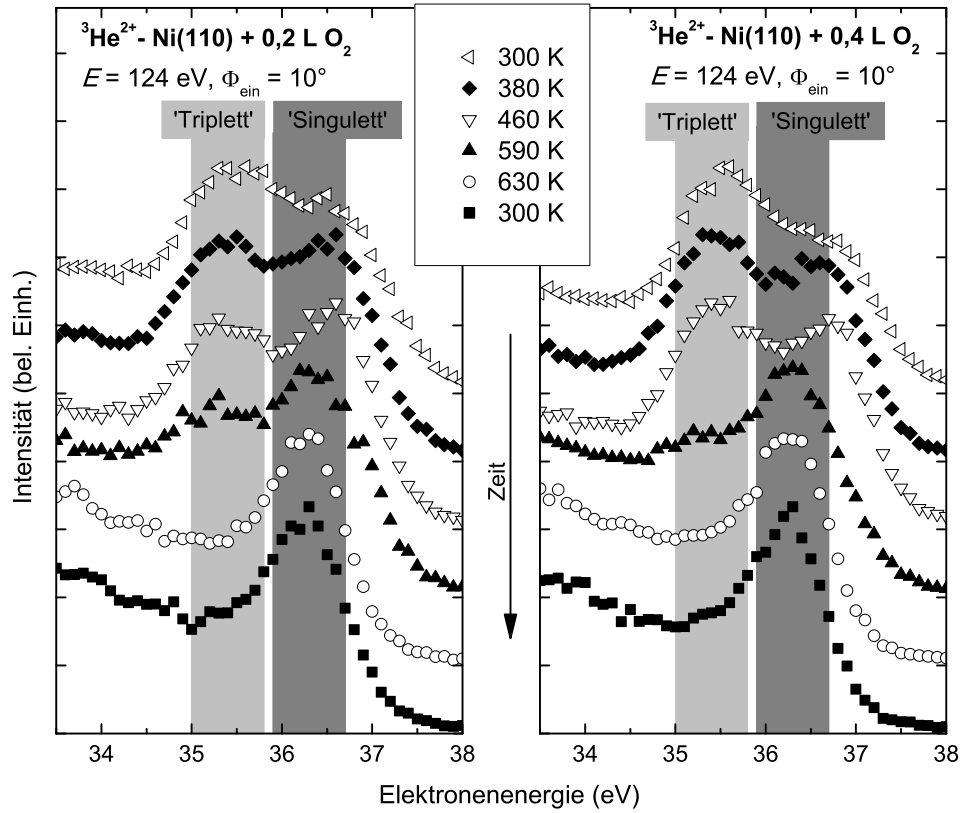 ³He²⁺- Ni(110) + 0,2 L O₂
E = 124 eV, Φein = 10°
'Triplett' 'Singulett'
300 K
380 K
460 K
590 K
630 K
300 K
³He²⁺- Ni(110) + 0,4 L O₂
E = 124 eV, Φein = 10°
'Triplett' 'Singulett'
Intensität (bel. Einh.)
Zeit
34 35 36 37 38
34 35 36 37 38
Elektronenenergie (eV)